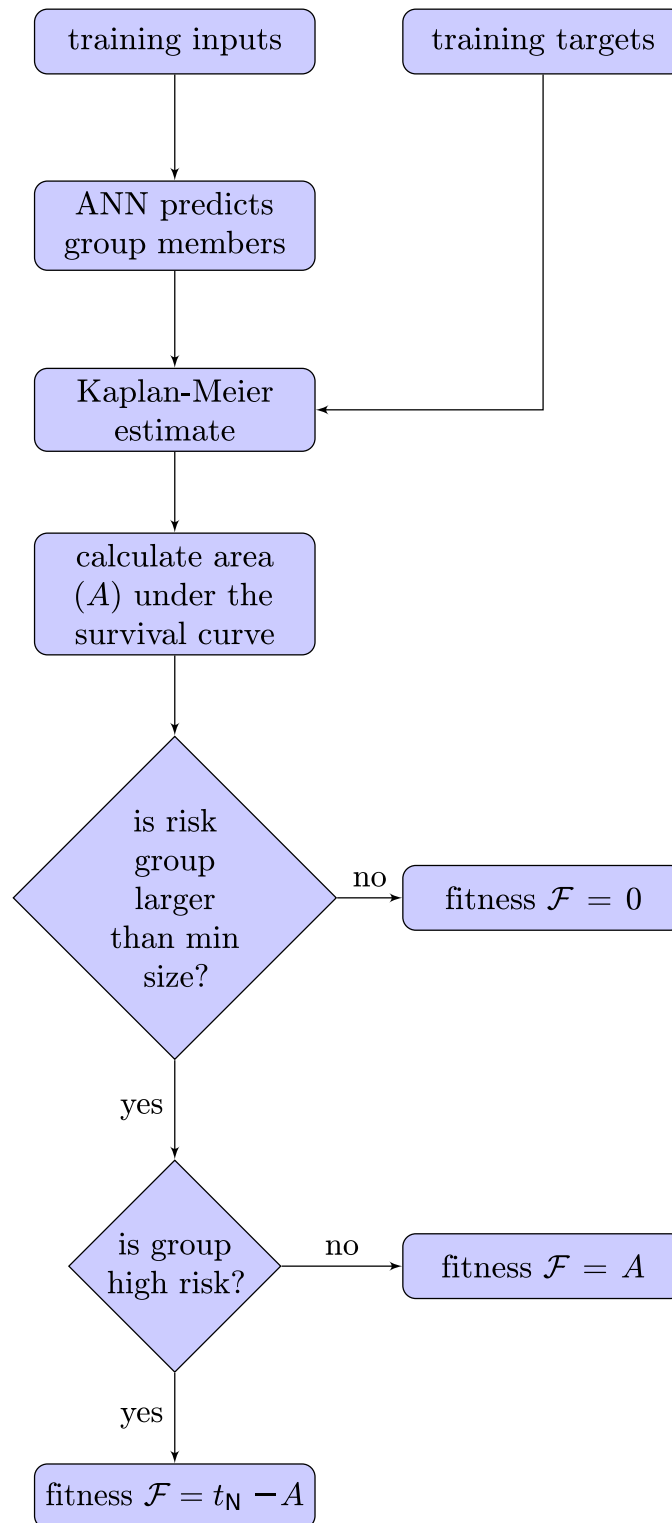 training inputs
training targets
ANN predicts
group members
Kaplan-Meier
estimate
calculate area
(A) under the
survival curve
is risk
group
larger
than min
size?
no
fitness ℱ = 0
yes
is group
high risk?
no
fitness ℱ = A
yes
fitness ℱ = t_N − A